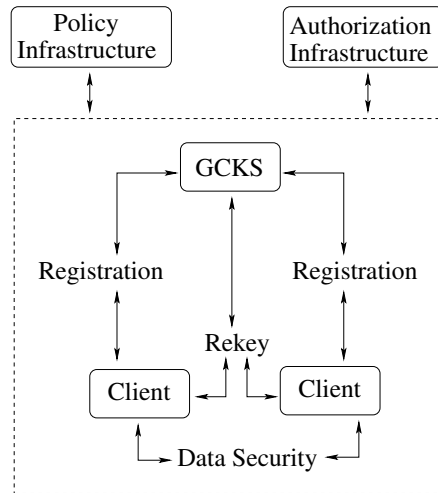 Policy
Infrastructure
Authorization
Infrastructure
GCKS
Registration
Registration
Rekey
Client
Client
Data Security